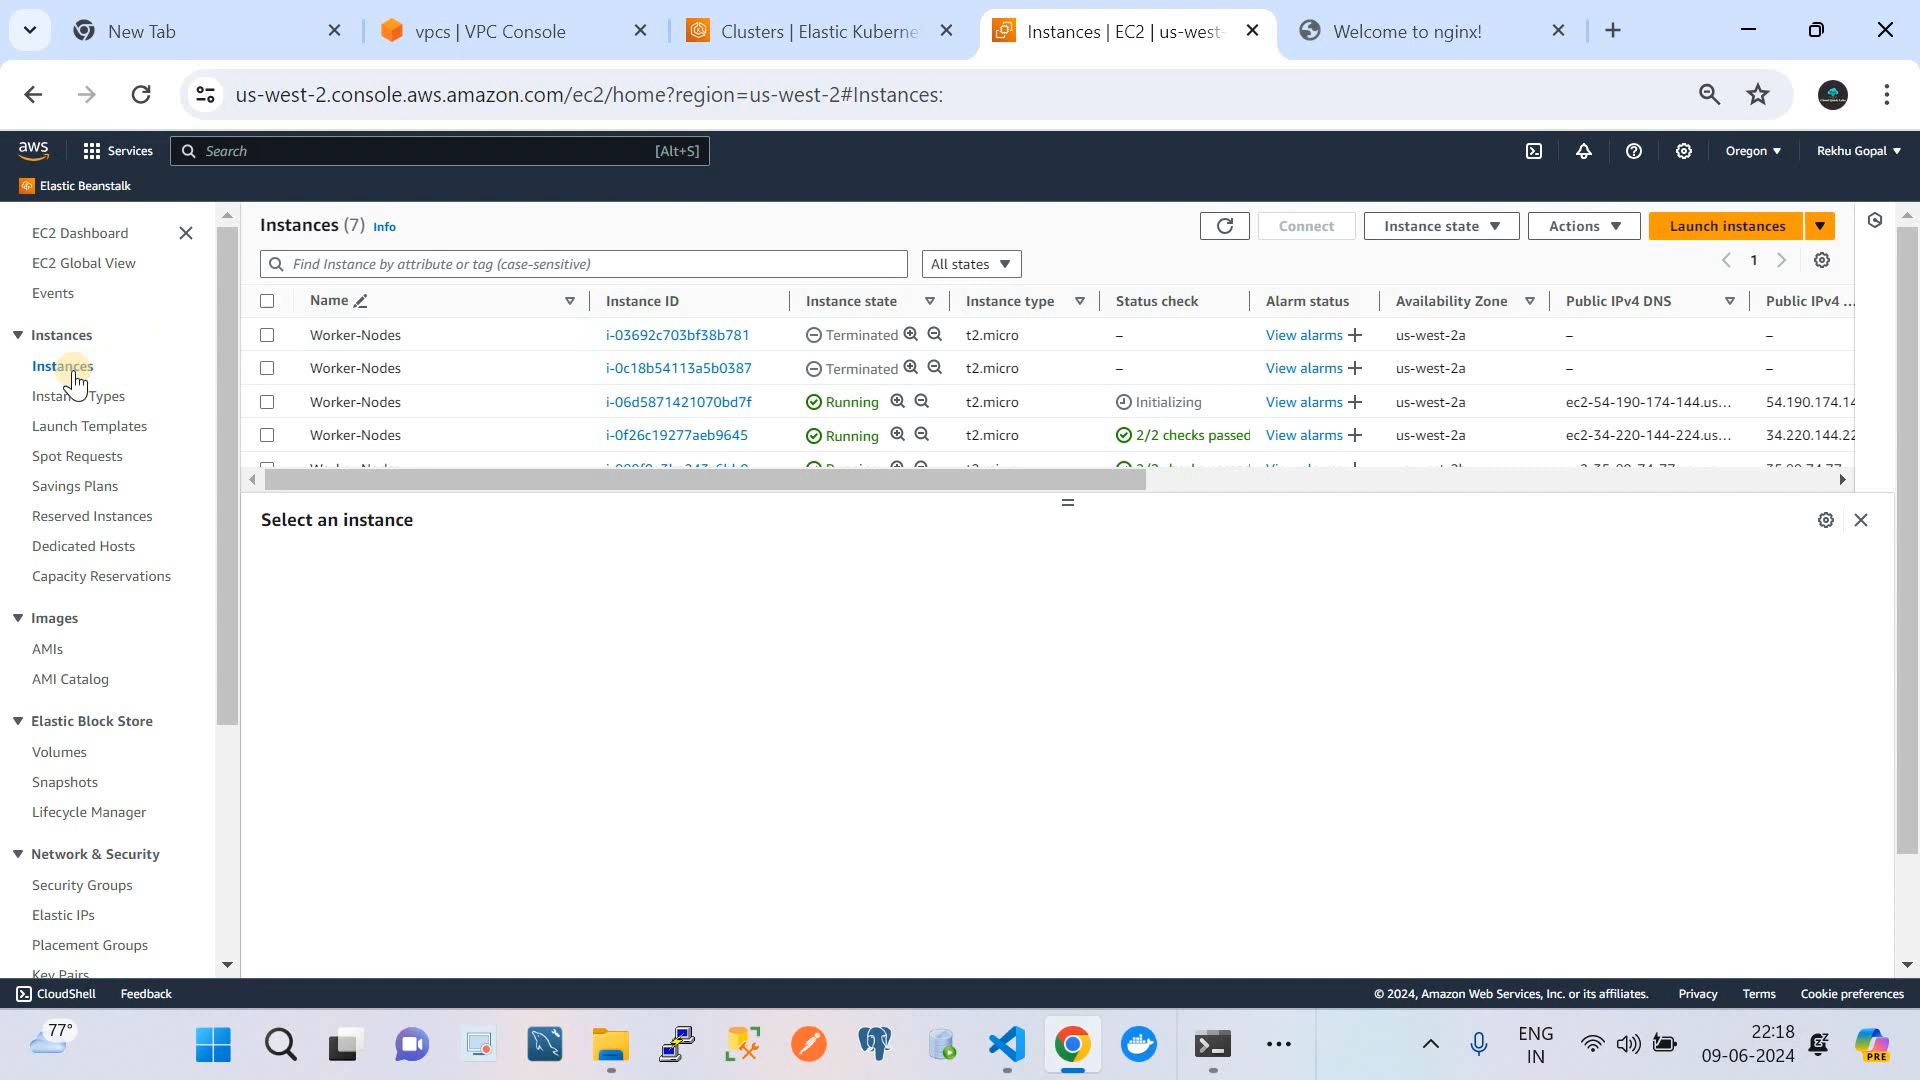 New Tab
vpcs | VPC Console
Clusters | Elastic Kuberne
Instances | EC2 | us-west-
Welcome to nginx!
us-west-2.console.aws.amazon.com/ec2/home?region=us-west-2#Instances:
aws
Services
Search
[Alt+S]
Oregon
Rekhu Gopal
Elastic Beanstalk
EC2 Dashboard
EC2 Global View
Events
Instances
Instances
Instance Types
Launch Templates
Spot Requests
Savings Plans
Reserved Instances
Dedicated Hosts
Capacity Reservations
Images
AMIs
AMI Catalog
Elastic Block Store
Volumes
Snapshots
Lifecycle Manager
Network & Security
Security Groups
Elastic IPs
Placement Groups
Key Pairs
Instances (7) Info
Connect
Instance state
Actions
Launch instances
Find Instance by attribute or tag (case-sensitive)
All states
1
Name Instance ID Instance state Instance type Status check Alarm status Availability Zone Public IPv4 DNS Public IPv4 ...
Worker-Nodes i-03692c703bf38b781 Terminated t2.micro – View alarms + us-west-2a – –
Worker-Nodes i-0c18b54113a5b0387 Terminated t2.micro – View alarms + us-west-2a – –
Worker-Nodes i-06d5871421070bd7f Running t2.micro Initializing View alarms + us-west-2a ec2-54-190-174-144.us... 54.190.174.14
Worker-Nodes i-0f26c19277aeb9645 Running t2.micro 2/2 checks passed View alarms + us-west-2a ec2-34-220-144-224.us... 34.220.144.22
Select an instance
CloudShell
Feedback
© 2024, Amazon Web Services, Inc. or its affiliates.
Privacy
Terms
Cookie preferences
77°
ENG
IN
22:18
09-06-2024
PRE